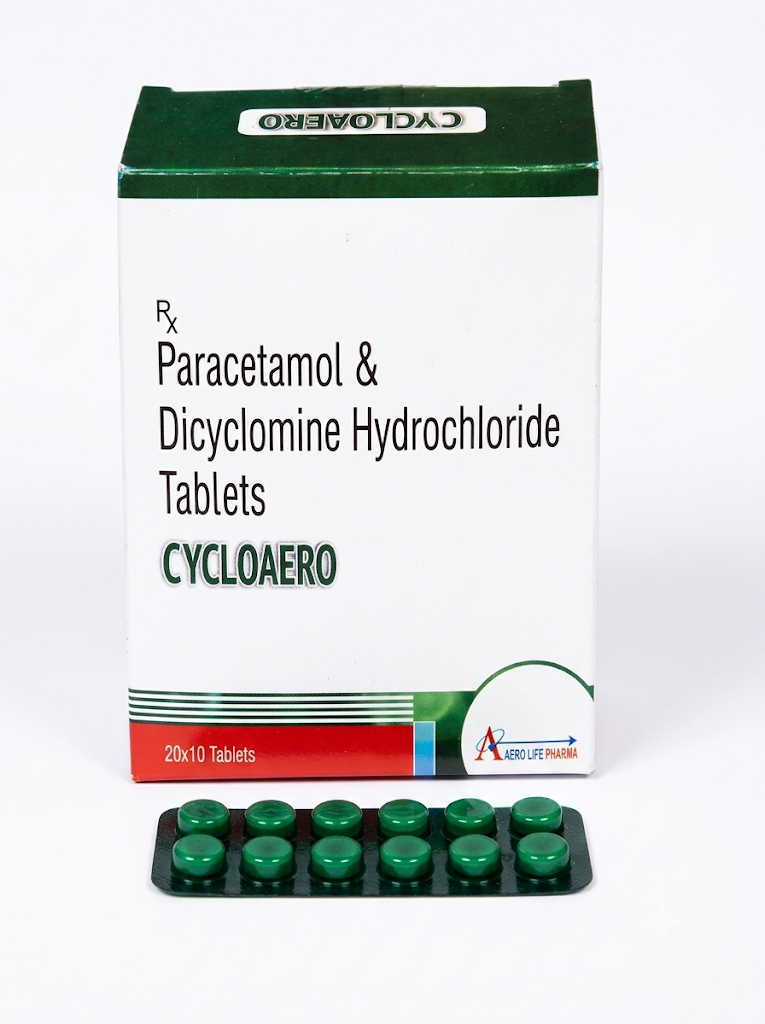 CYCLOAERO
Rx
Paracetamol &
Dicyclomine Hydrochloride
Tablets
CYCLOAERO
20x10 Tablets
A
AERO LIFE PHARMA